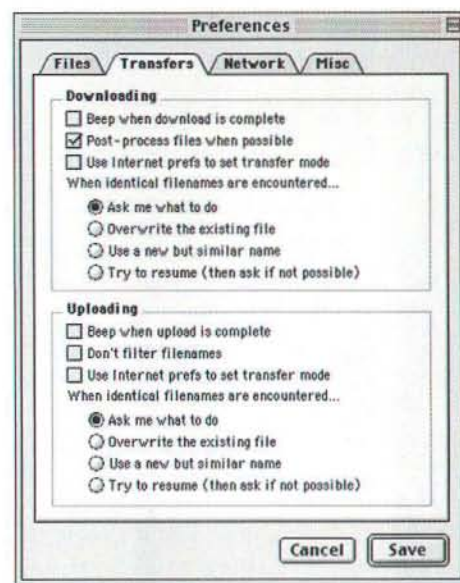 Preferences
Files Transfers Network Misc
Downloading
Beep when download is complete
Post-process files when possible
Use Internet prefs to set transfer mode
When identical filenames are encountered...
Ask me what to do
Overwrite the existing file
Use a new but similar name
Try to resume (then ask if not possible)
Uploading
Beep when upload is complete
Don't filter filenames
Use Internet prefs to set transfer mode
When identical filenames are encountered...
Ask me what to do
Overwrite the existing file
Use a new but similar name
Try to resume (then ask if not possible)
Cancel Save